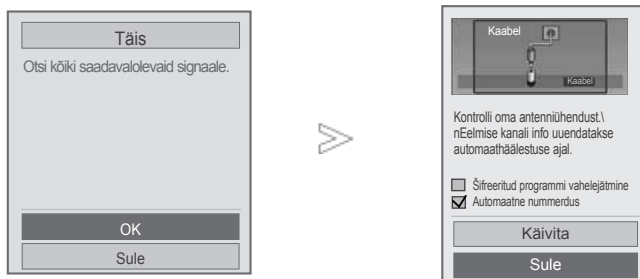 Täis
Otsi kõiki saadavalolevaid signaale.
OK
Sule
Kaabel
Kaabel
Kontrolli oma antenniühendust.\
nEelmise kanali info uuendatakse
automaathäälestuse ajal.
Šifreeritud programmi vahelejätmine
Automaatne nummerdus
Käivita
Sule